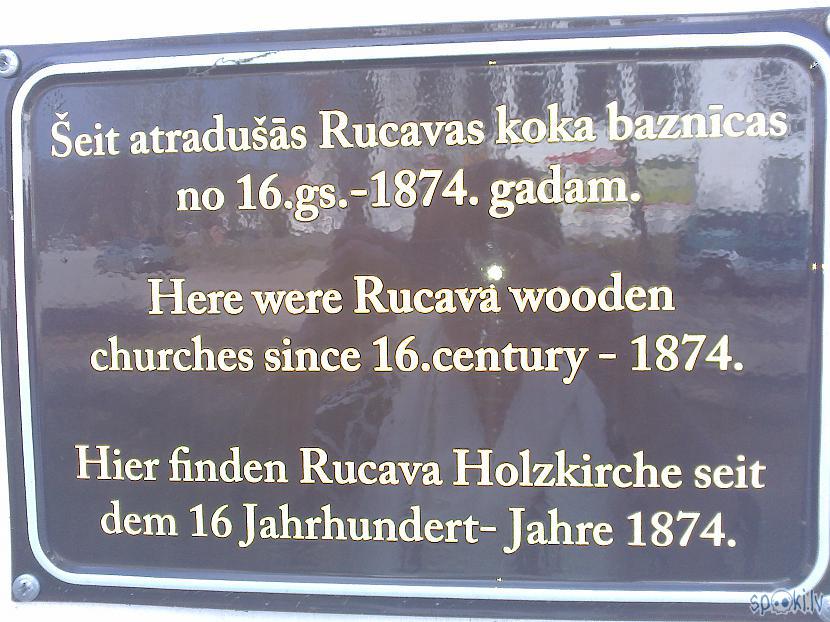 Šeit atradušās Rucavas koka baznīcas
no 16.gs.-1874. gadam.
Here were Rucava wooden
churches since 16.century - 1874.
Hier finden Rucava Holzkirche seit
dem 16 Jahrhundert- Jahre 1874.
spoki.lv